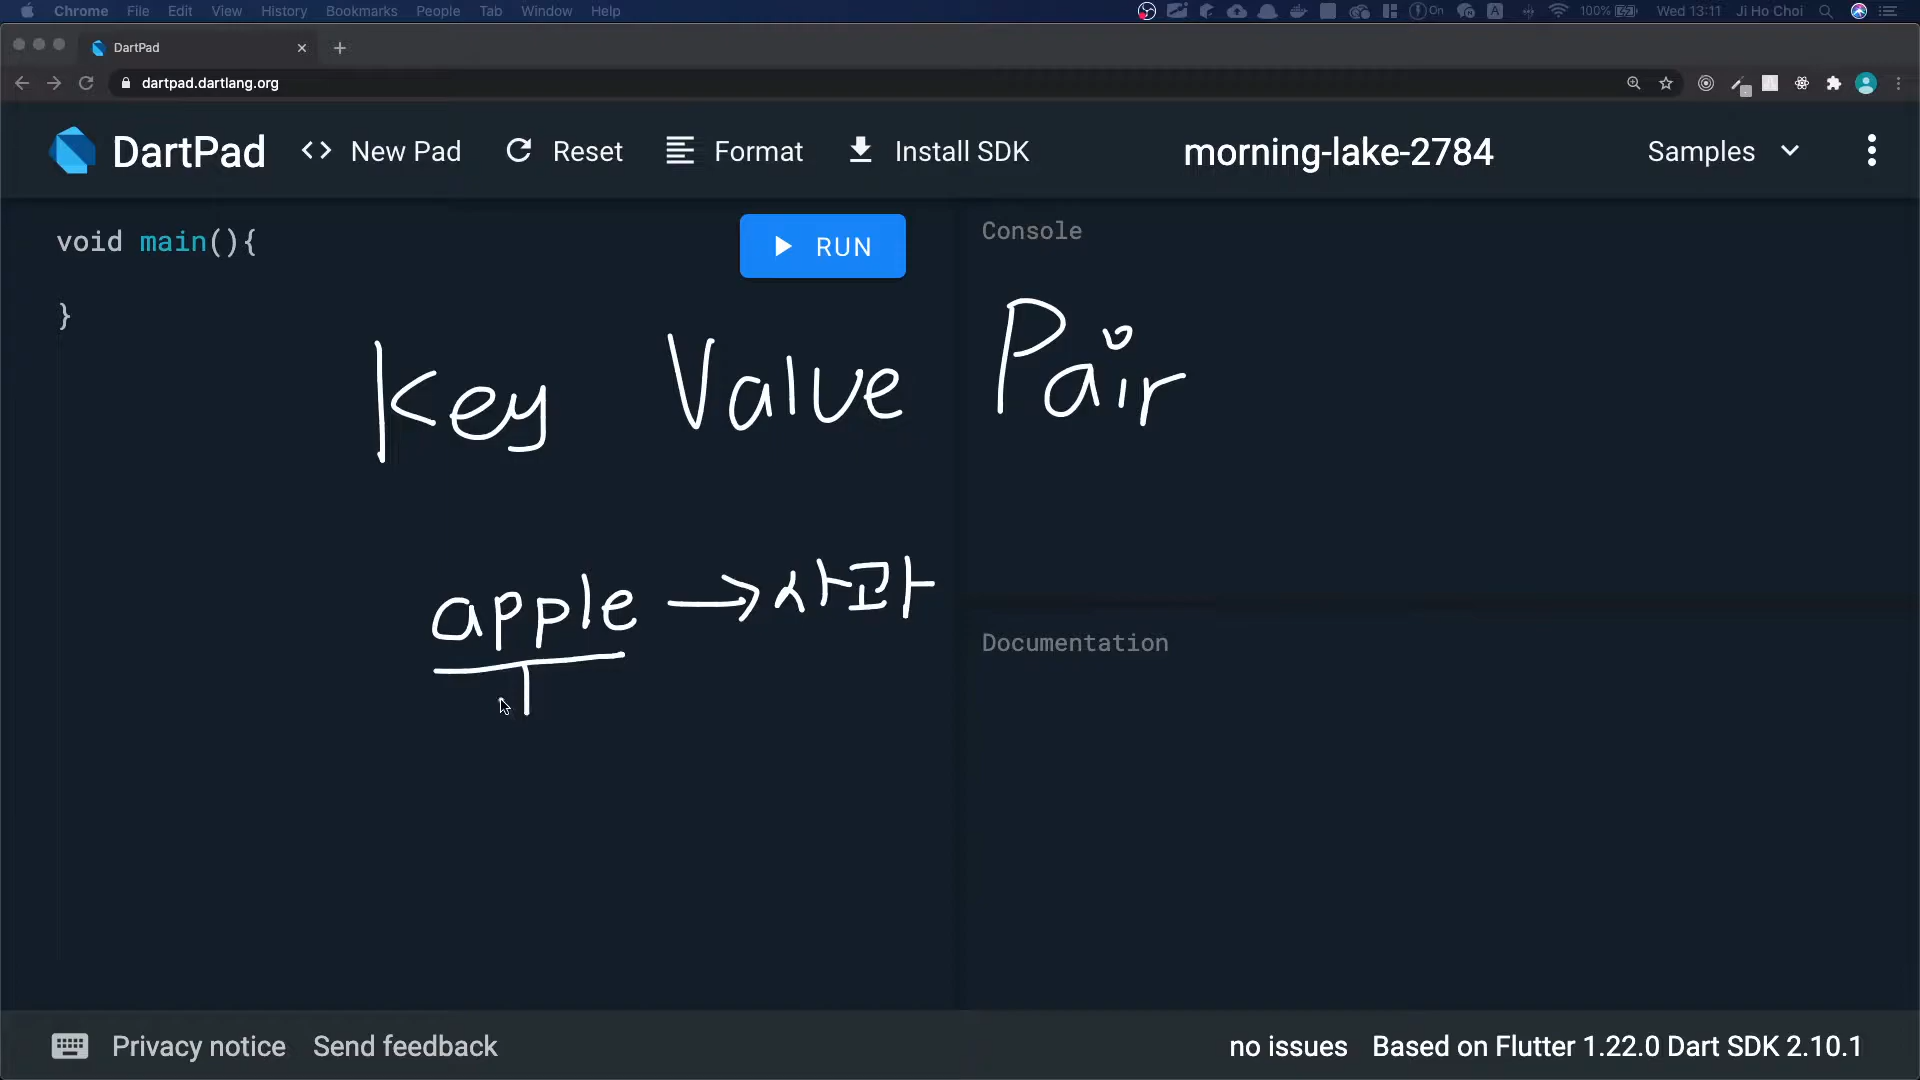 Chrome File Edit View History Bookmarks People Tab Window Help On A 100% Wed 13:11 Ji Ho Choi
DartPad
dartpad.dartlang.org
DartPad <> New Pad Reset Format Install SDK morning-lake-2784 Samples
void main(){
RUN
Console
}
Key Value Pair
apple → 사과
Documentation
Privacy notice Send feedback no issues Based on Flutter 1.22.0 Dart SDK 2.10.1